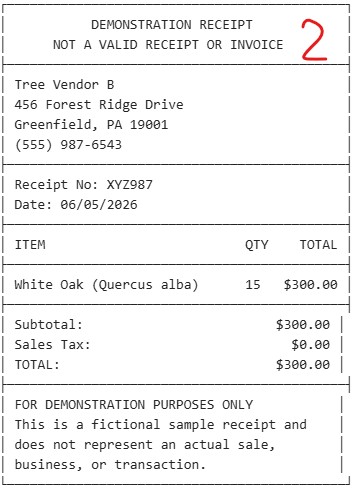 DEMONSTRATION RECEIPT
NOT A VALID RECEIPT OR INVOICE
2
Tree Vendor B
456 Forest Ridge Drive
Greenfield, PA 19001
(555) 987-6543
Receipt No: XYZ987
Date: 06/05/2026
ITEM QTY TOTAL
White Oak (Quercus alba) 15 $300.00
Subtotal: $300.00
Sales Tax: $0.00
TOTAL: $300.00
FOR DEMONSTRATION PURPOSES ONLY
This is a fictional sample receipt and
does not represent an actual sale,
business, or transaction.